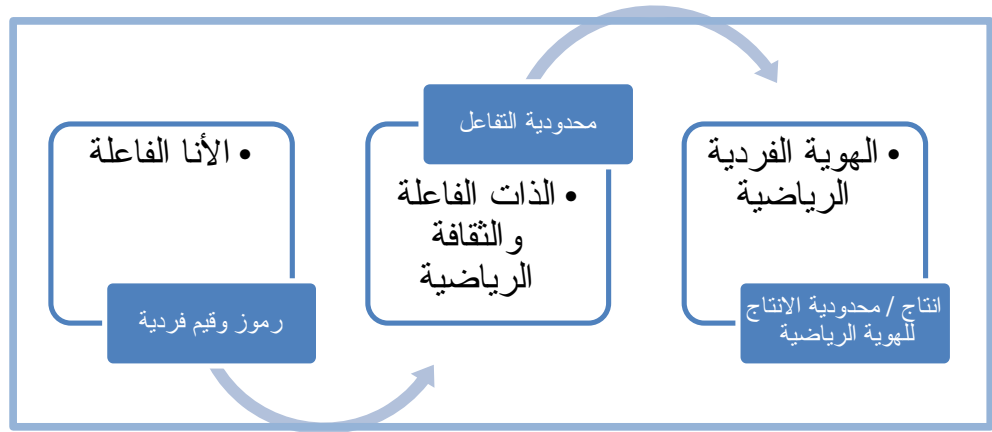 • الأنا الفاعلة
رموز وقيم فردية
محدودية التفاعل
• الذات الفاعلة
والثقافة
الرياضية
• الهوية الفردية
الرياضية
انتاج / محدودية الانتاج
للهوية الرياضية